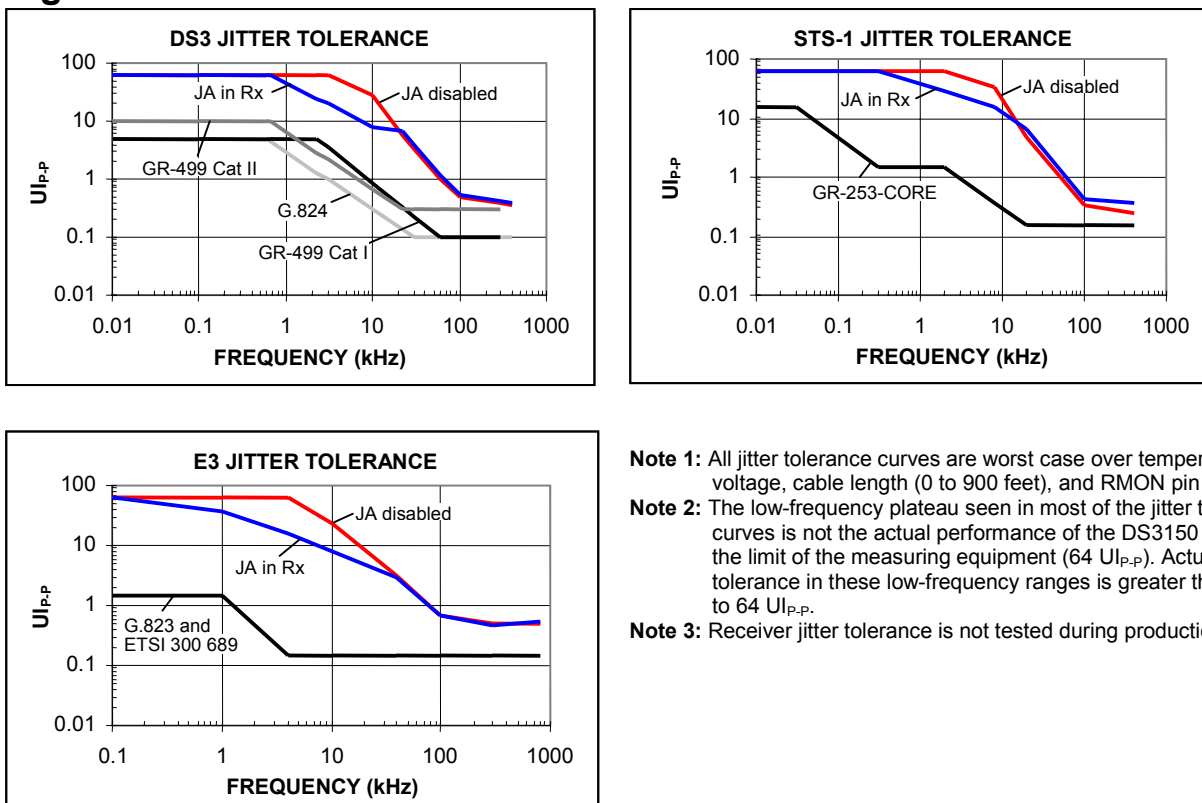 DS3 JITTER TOLERANCE
100
10
1
0.1
0.01
UIP-P
JA in Rx
JA disabled
GR-499 Cat II
G.824
GR-499 Cat I
0.01 0.1 1 10 100 1000
FREQUENCY (kHz)
STS-1 JITTER TOLERANCE
100
10
1
0.1
0.01
UIP-P
JA in Rx
JA disabled
GR-253-CORE
0.01 0.1 1 10 100 1000
FREQUENCY (kHz)
E3 JITTER TOLERANCE
100
10
1
0.1
0.01
UIP-P
JA disabled
JA in Rx
G.823 and
ETSI 300 689
0.1 1 10 100 1000
FREQUENCY (kHz)
Note 1: All jitter tolerance curves are worst case over temper
voltage, cable length (0 to 900 feet), and RMON pin
Note 2: The low-frequency plateau seen in most of the jitter t
curves is not the actual performance of the DS3150
the limit of the measuring equipment (64 UIP-P). Actu
tolerance in these low-frequency ranges is greater th
to 64 UIP-P.
Note 3: Receiver jitter tolerance is not tested during producti